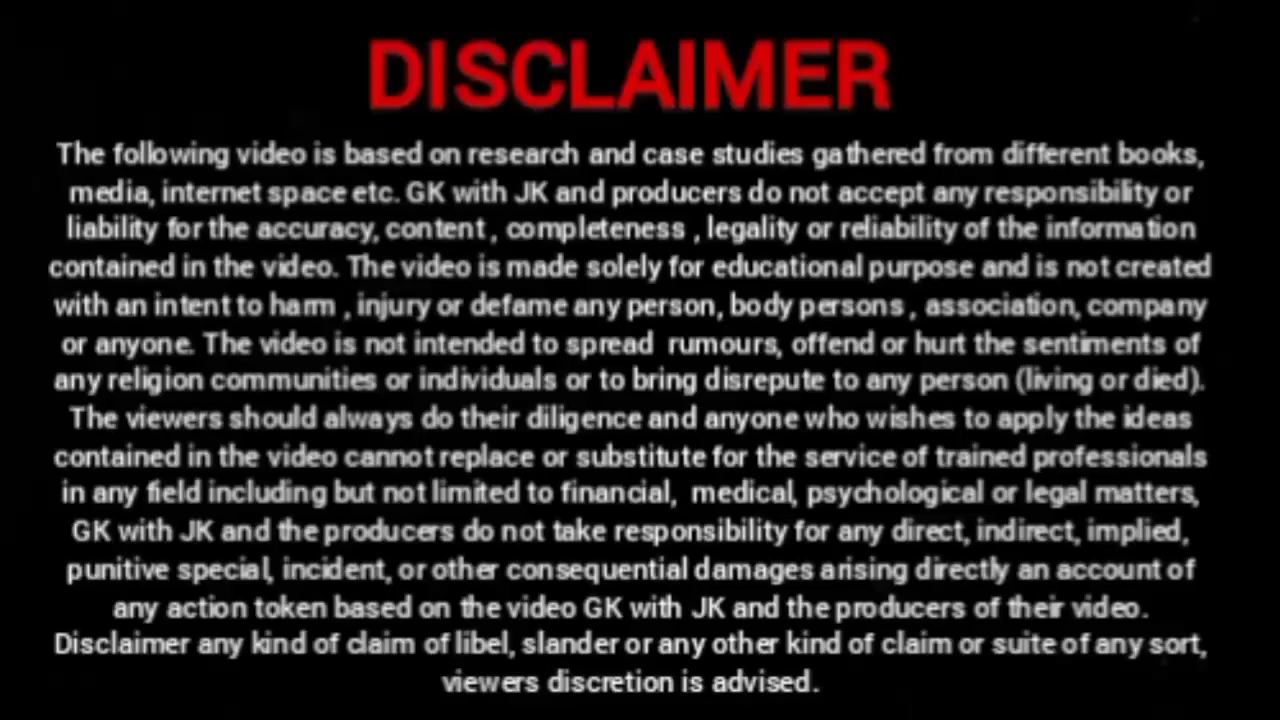 DISCLAIMER
The following video is based on research and case studies gathered from different books,
media, internet space etc. GK with JK and producers do not accept any responsibility or
liability for the accuracy, content , completeness , legality or reliability of the information
contained in the video. The video is made solely for educational purpose and is not created
with an intent to harm , injury or defame any person, body persons , association, company
or anyone. The video is not intended to spread rumours, offend or hurt the sentiments of
any religion communities or individuals or to bring disrepute to any person (living or died).
The viewers should always do their diligence and anyone who wishes to apply the ideas
contained in the video cannot replace or substitute for the service of trained professionals
in any field including but not limited to financial, medical, psychological or legal matters,
GK with JK and the producers do not take responsibility for any direct, indirect, implied,
punitive special, incident, or other consequential damages arising directly an account of
any action token based on the video GK with JK and the producers of their video.
Disclaimer any kind of claim of libel, slander or any other kind of claim or suite of any sort,
viewers discretion is advised.